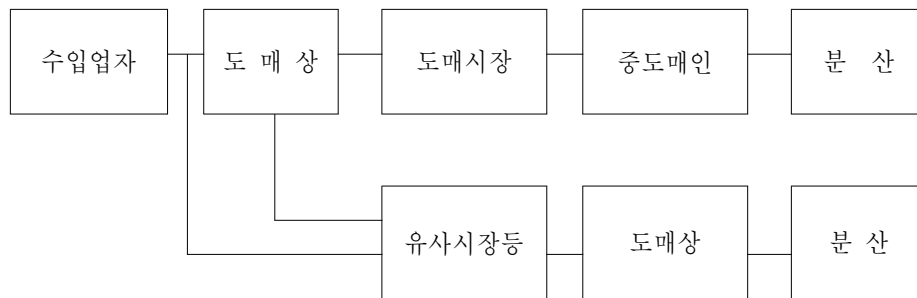 수입업자
도 매 상
도매시장
중도매인
분 산
유사시장등
도매상
분 산